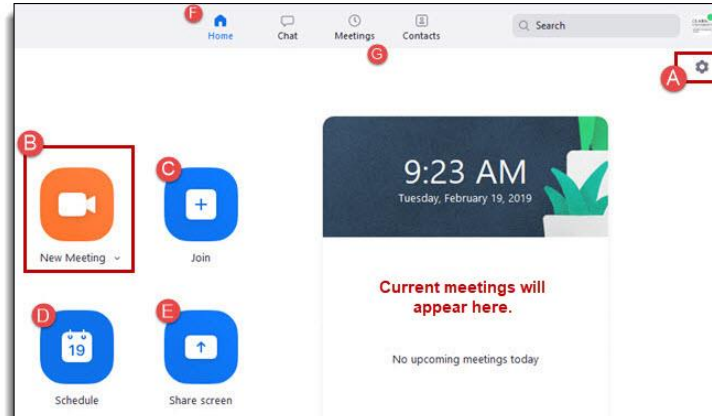 F
Home
Chat
Meetings
Contacts
Search
G
A
B
C
New Meeting
Join
9:23 AM
Tuesday, February 19, 2019
Current meetings will
appear here.
No upcoming meetings today
D
E
19
Schedule
Share screen